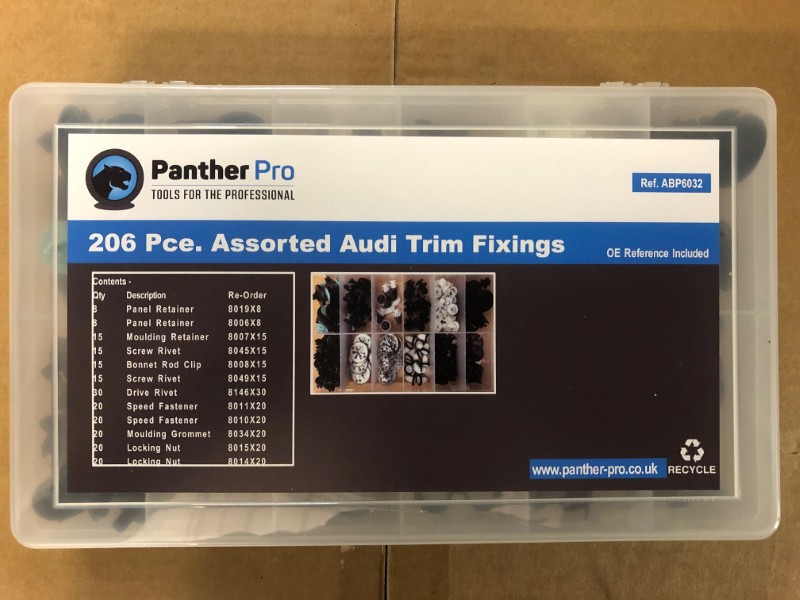 Panther Pro
TOOLS FOR THE PROFESSIONAL
Ref. ABP6032
206 Pce. Assorted Audi Trim Fixings
OE Reference Included
Contents -
Qty Description Re-Order
8 Panel Retainer 8019X8
8 Panel Retainer 8006X8
15 Moulding Retainer 8007X15
15 Screw Rivet 8045X15
15 Bonnet Rod Clip 8008X15
15 Screw Rivet 8049X15
30 Drive Rivet 8146X30
20 Speed Fastener 8011X20
20 Speed Fastener 8010X20
20 Moulding Grommet 8034X20
20 Locking Nut 8015X20
20 Locking Nut 8014X20
www.panther-pro.co.uk
RECYCLE